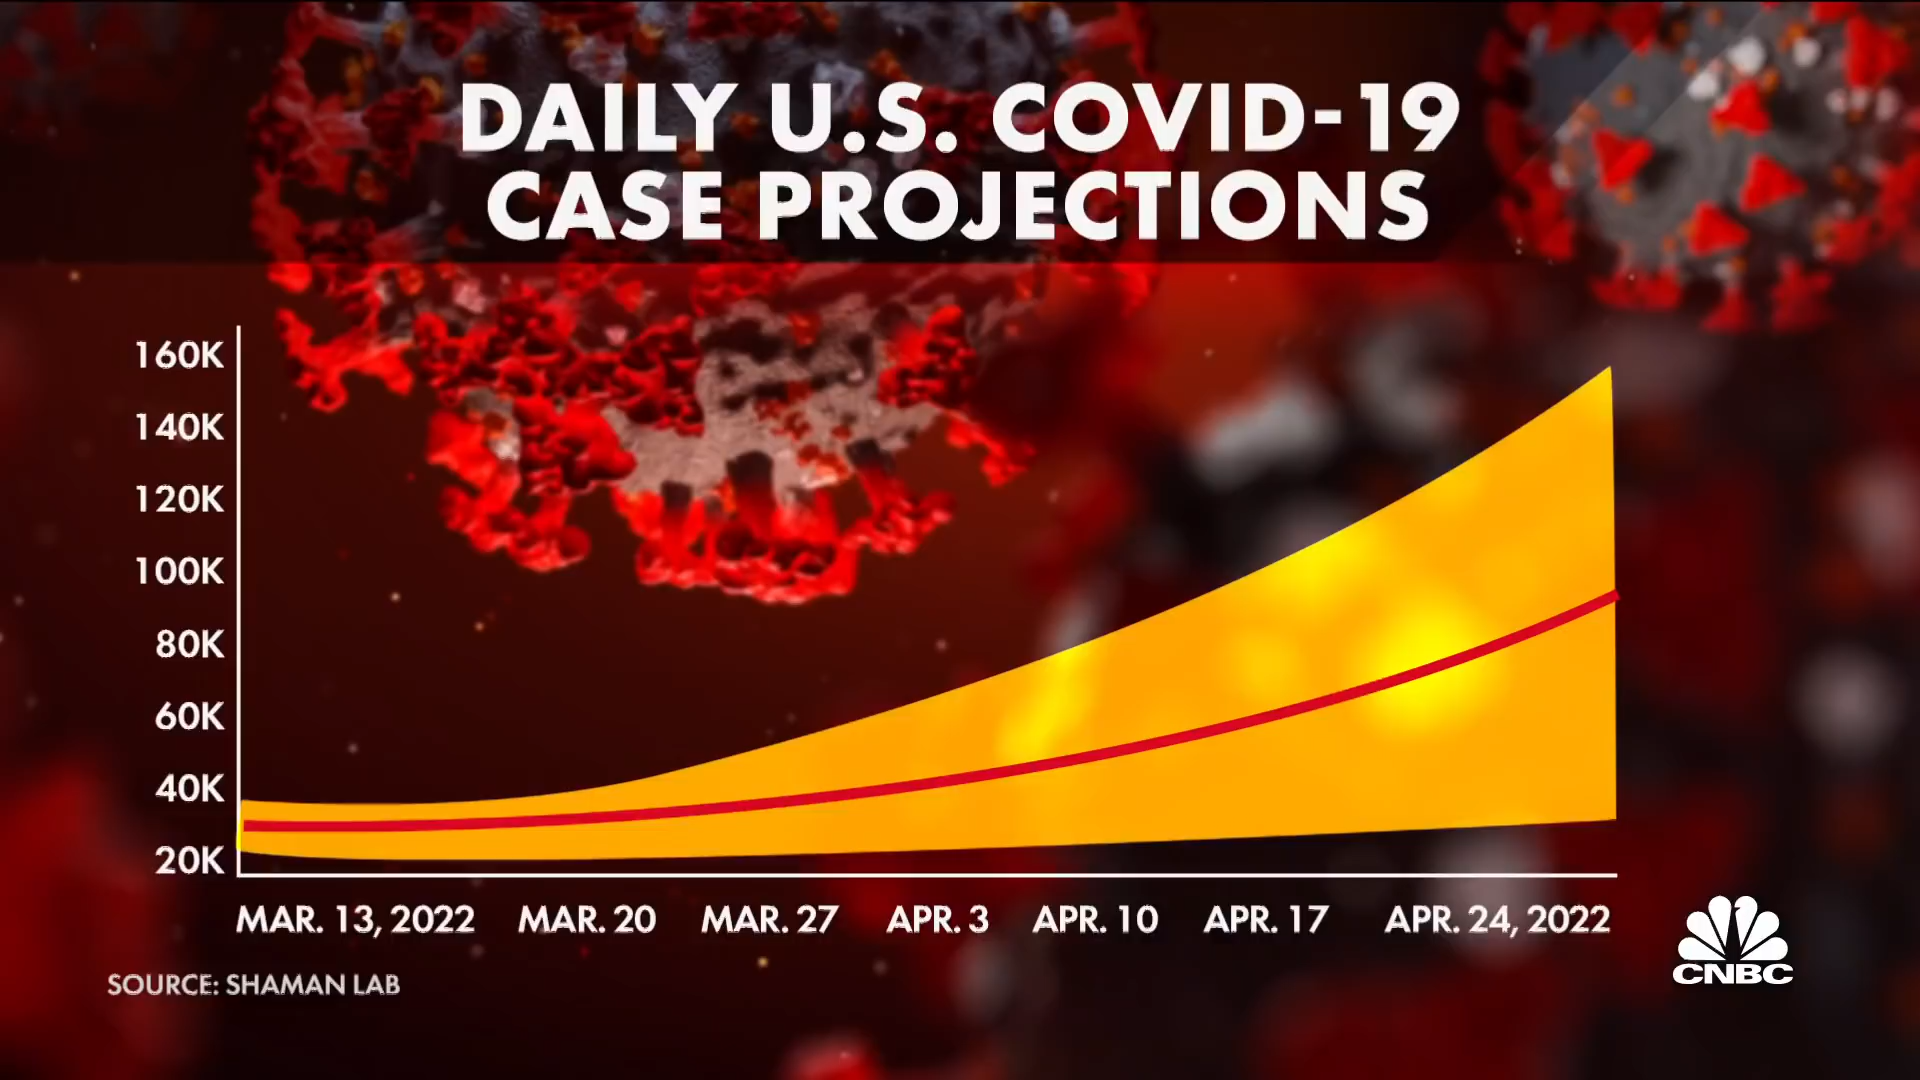 DAILY U.S. COVID-19
CASE PROJECTIONS
160K
140K
120K
100K
80K
60K
40K
20K
MAR. 13, 2022 MAR. 20 MAR. 27 APR. 3 APR. 10 APR. 17 APR. 24, 2022
SOURCE: SHAMAN LAB
CNBC